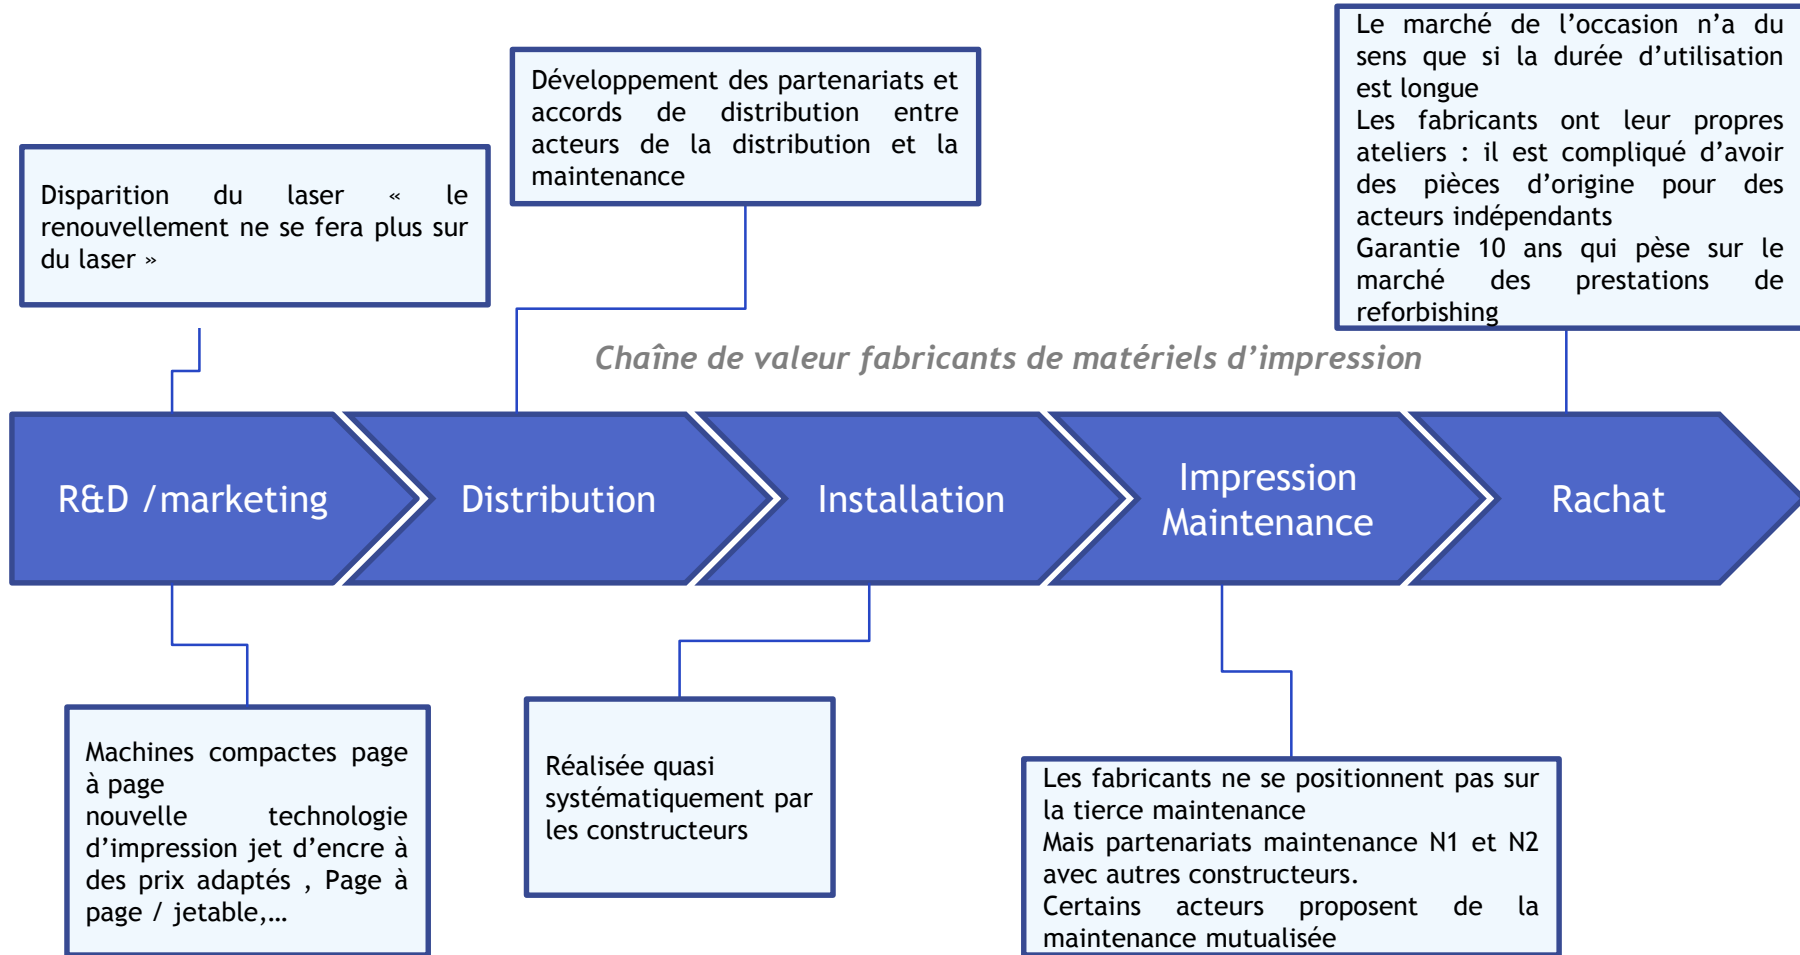 Le marché de l’occasion n’a du
sens que si la durée d’utilisation
est longue
Les fabricants ont leur propres
ateliers : il est compliqué d’avoir
des pièces d’origine pour des
acteurs indépendants
Garantie 10 ans qui pèse sur le
marché des prestations de
reforbishing
Développement des partenariats et
accords de distribution entre
acteurs de la distribution et la
maintenance
Disparition du laser « le
renouvellement ne se fera plus sur
du laser »
Chaîne de valeur fabricants de matériels d’impression
R&D /marketing
Distribution
Installation
Impression
Maintenance
Rachat
Machines compactes page
à page
nouvelle technologie
d’impression jet d’encre à
des prix adaptés , Page à
page / jetable,…
Réalisée quasi
systématiquement par
les constructeurs
Les fabricants ne se positionnent pas sur
la tierce maintenance
Mais partenariats maintenance N1 et N2
avec autres constructeurs.
Certains acteurs proposent de la
maintenance mutualisée